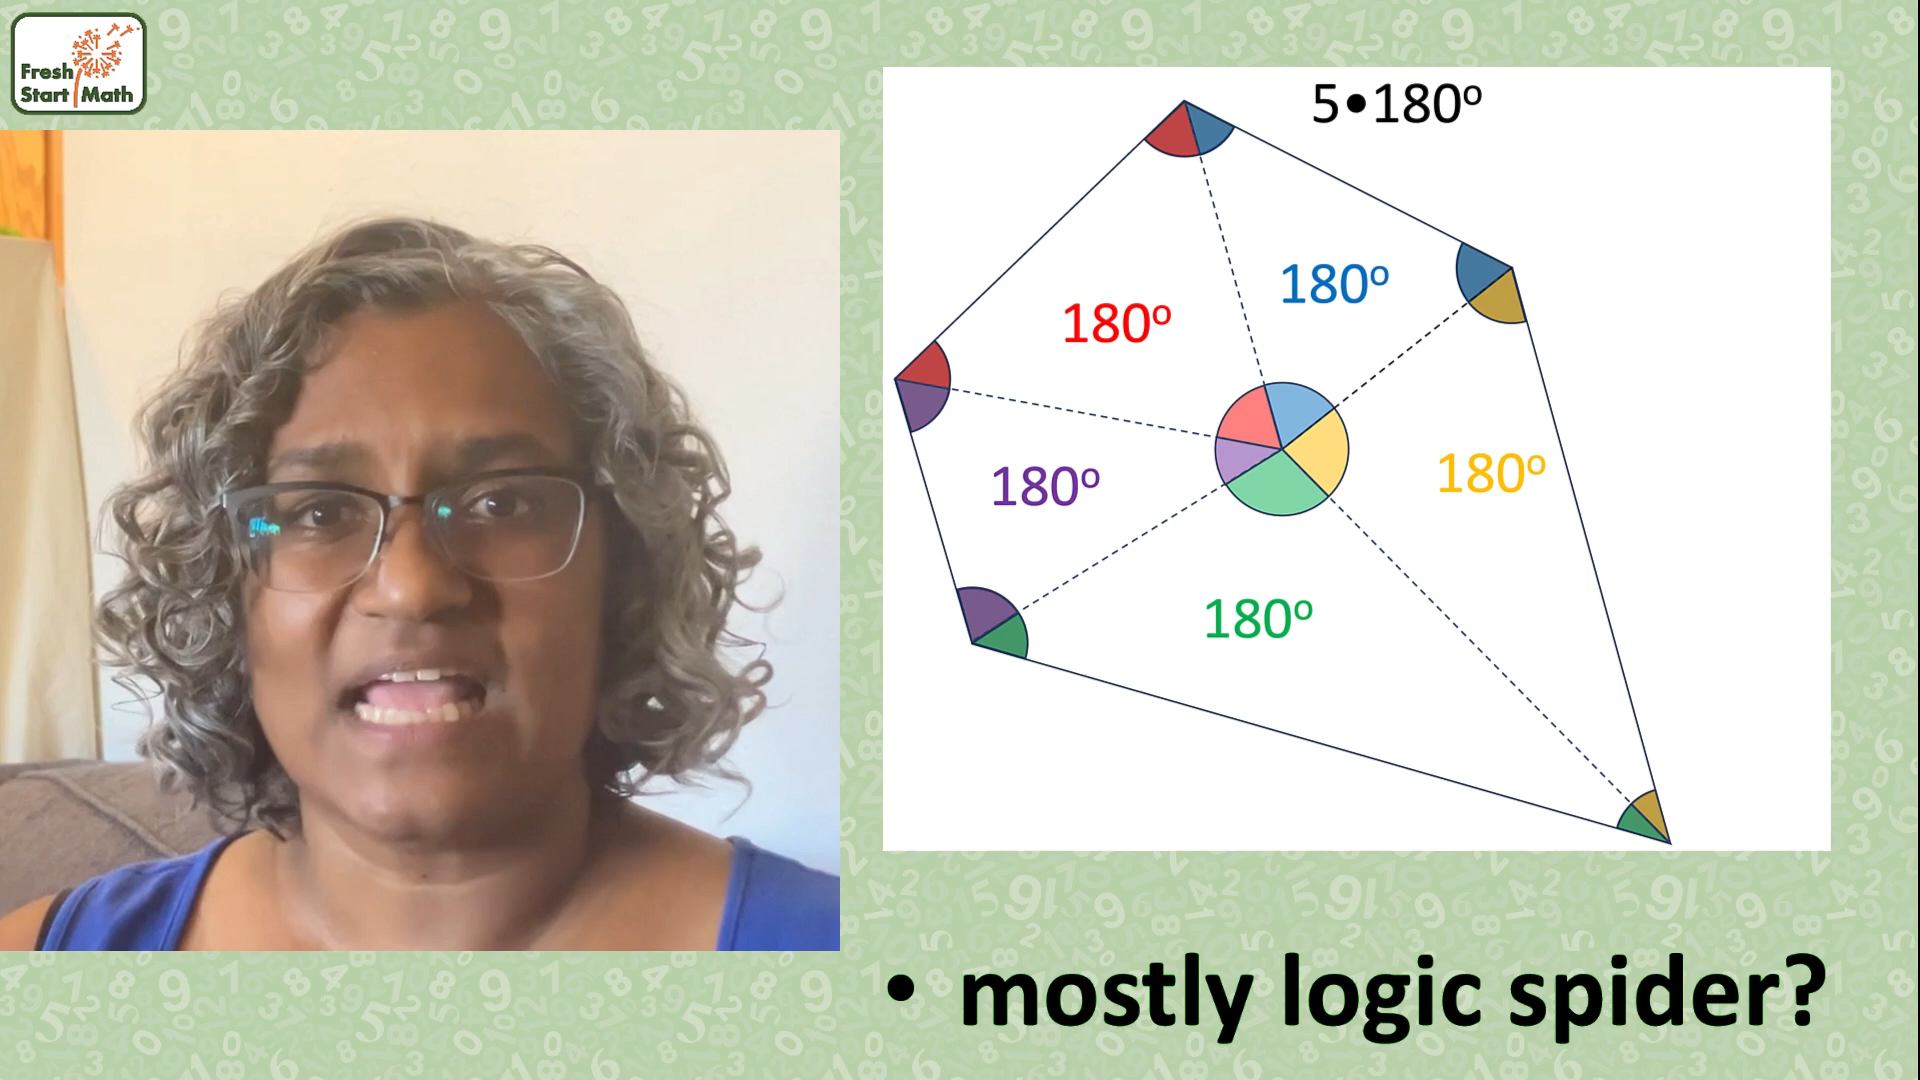 Fresh
Start Math
5•180º
180º
180º
180º
180º
180º
• mostly logic spider?